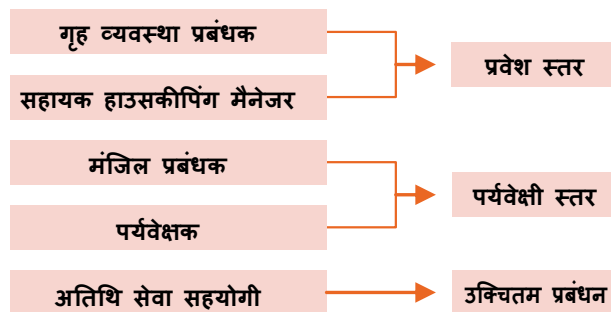 गृह व्यवस्था प्रबंधक
सहायक हाउसकीपिंग मैनेजर
प्रवेश स्तर
मंजिल प्रबंधक
पर्यवेक्षक
पर्यवेक्षी स्तर
अतिथि सेवा सहयोगी
उक्चितम प्रबंधन